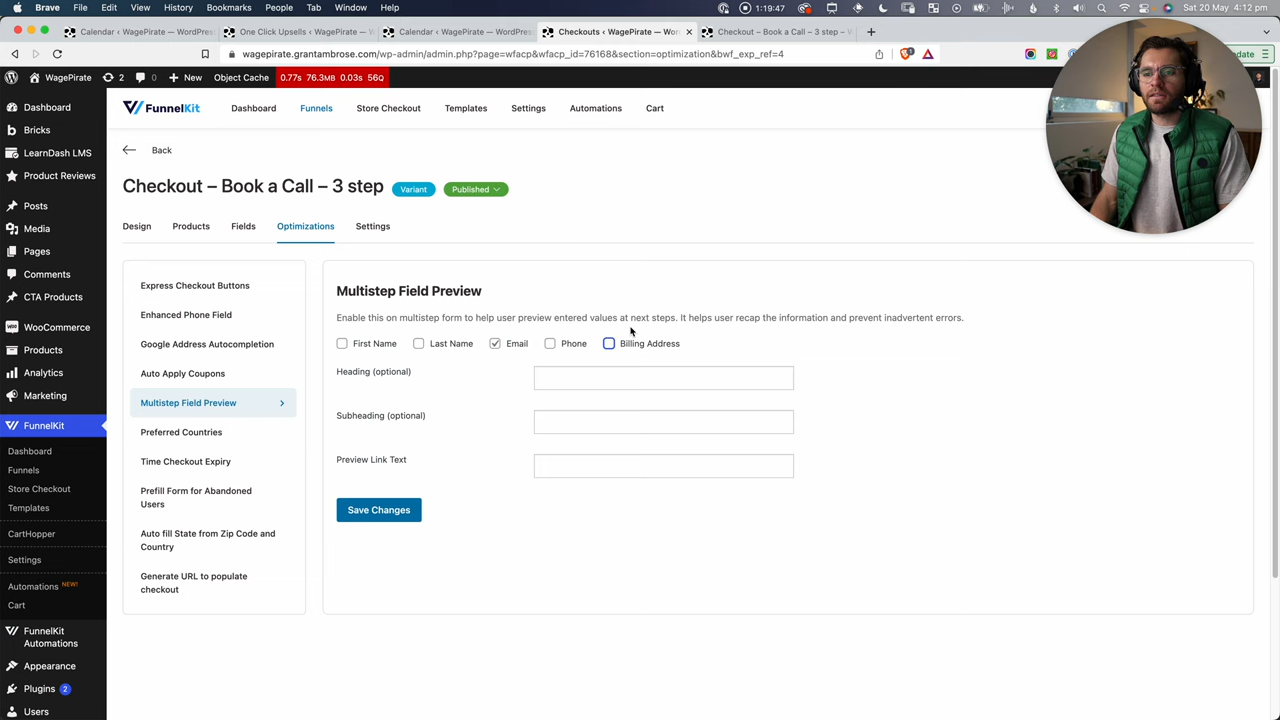 Brave File Edit View History Bookmarks People Tab Window Help
1:19:47
Sat 20 Apr 4:12 pm
Calendar ‹ WagePirate — WordPres
One Click Upsells ‹ WagePirate — W
Calendar ‹ WagePirate — WordPres
Checkouts ‹ WagePirate — Wor
Checkout – Book a Call – 3 step –
wagepirate.grantambrose.com/wp-admin/admin.php?page=wfacp&wfacp_id=76168&section=optimization&bwf_exp_ref=4
WagePirate 2 0 New Object Cache 0.77s 76.3MB 0.03s 56Q
Dashboard
Bricks
LearnDash LMS
Product Reviews
Posts
Media
Pages
Comments
CTA Products
WooCommerce
Products
Analytics
Marketing
FunnelKit
Dashboard
Funnels
Store Checkout
Templates
CartHopper
Settings
Automations NEW!
Cart
FunnelKit
Automations
Appearance
Plugins 2
Users
FunnelKit Dashboard Funnels Store Checkout Templates Settings Automations Cart
Back
Checkout – Book a Call – 3 step Variant Published
Design Products Fields Optimizations Settings
Express Checkout Buttons
Enhanced Phone Field
Google Address Autocompletion
Auto Apply Coupons
Multistep Field Preview
Preferred Countries
Time Checkout Expiry
Prefill Form for Abandoned
Users
Auto fill State from Zip Code and
Country
Generate URL to populate
checkout
Multistep Field Preview
Enable this on multistep form to help user preview entered values at next steps. It helps user recap the information and prevent inadvertent errors.
First Name Last Name Email Phone Billing Address
Heading (optional)
Subheading (optional)
Preview Link Text
Save Changes